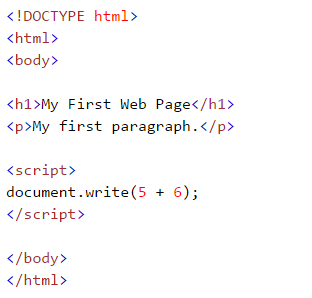 <!DOCTYPE html>
<html>
<body>

<h1>My First Web Page</h1>
<p>My first paragraph.</p>

<script>
document.write(5 + 6);
</script>

</body>
</html>